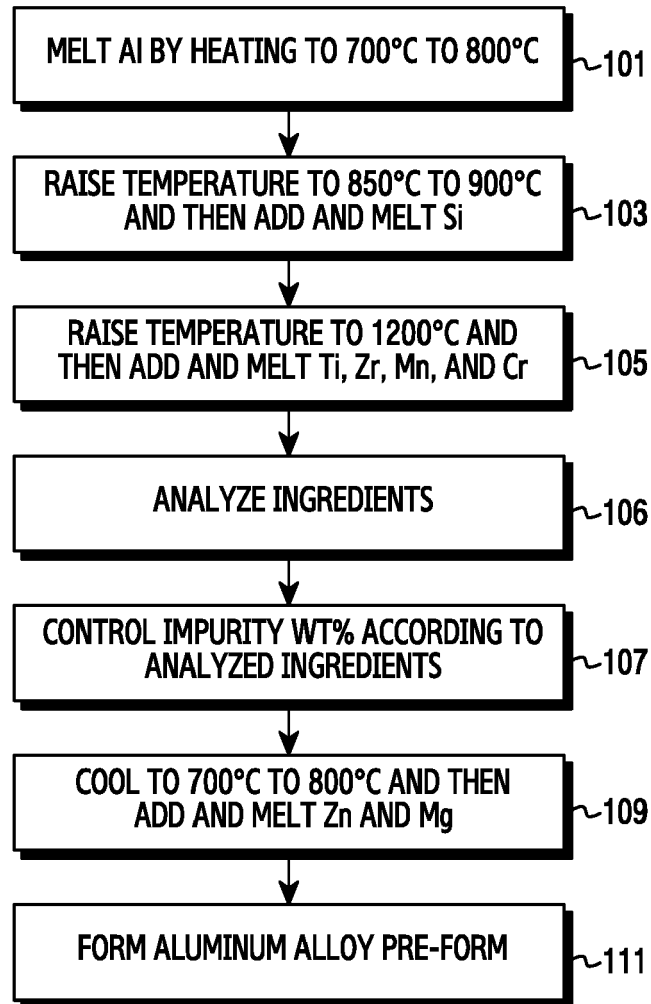 MELT Al BY HEATING TO 700°C TO 800°C
101
RAISE TEMPERATURE TO 850°C TO 900°C
AND THEN ADD AND MELT Si
103
RAISE TEMPERATURE TO 1200°C AND
THEN ADD AND MELT Ti, Zr, Mn, AND Cr
105
ANALYZE INGREDIENTS
106
CONTROL IMPURITY WT% ACCORDING TO
ANALYZED INGREDIENTS
107
COOL TO 700°C TO 800°C AND THEN
ADD AND MELT Zn AND Mg
109
FORM ALUMINUM ALLOY PRE-FORM
111